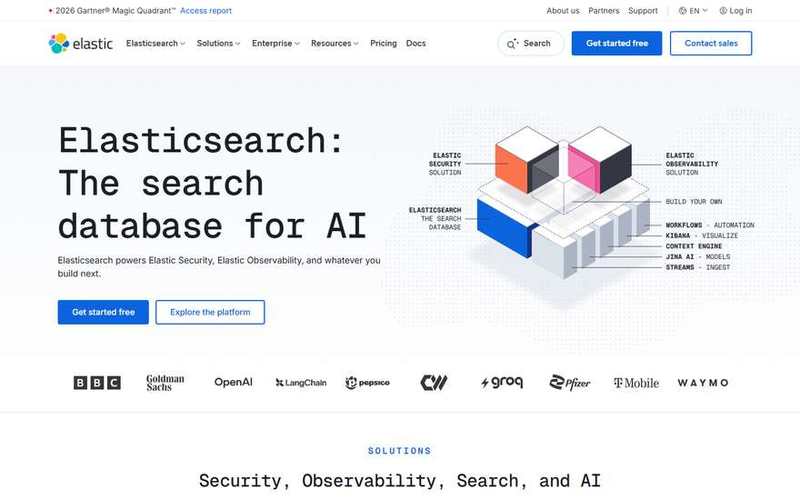 2026 Gartner® Magic Quadrant™ Access report
About us Partners Support EN Log in
elastic Elasticsearch Solutions Enterprise Resources Pricing Docs Search Get started free Contact sales
Elasticsearch:
The search
database for AI
Elasticsearch powers Elastic Security, Elastic Observability, and whatever you
build next.
Get started free Explore the platform
ELASTIC
SECURITY
SOLUTION
ELASTICSEARCH
THE SEARCH
DATABASE
ELASTIC
OBSERVABILITY
SOLUTION
BUILD YOUR OWN
WORKFLOWS - AUTOMATION
KIBANA - VISUALIZE
CONTEXT ENGINE
JINA AI - MODELS
STREAMS - INGEST
BBC Goldman Sachs OpenAI LangChain pepsico CW groq Pfizer T Mobile WAYMO
SOLUTIONS
Security, Observability, Search, and AI